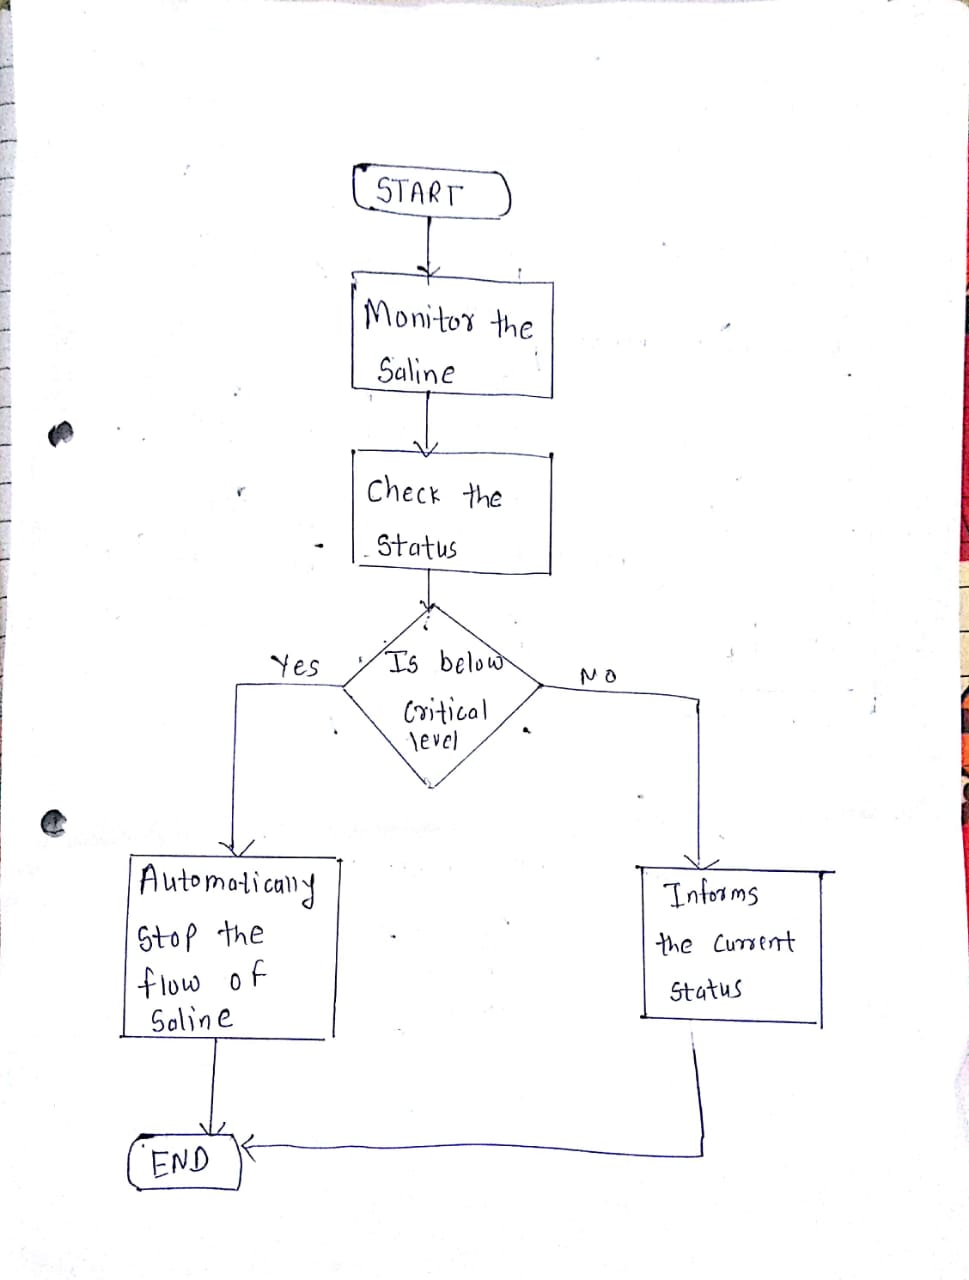 START
Monitor the
Saline
Check the
Status
Is below
Critical
level
Yes
NO
Automatically
Stop the
flow of
Saline
Informs
the Current
Status
END